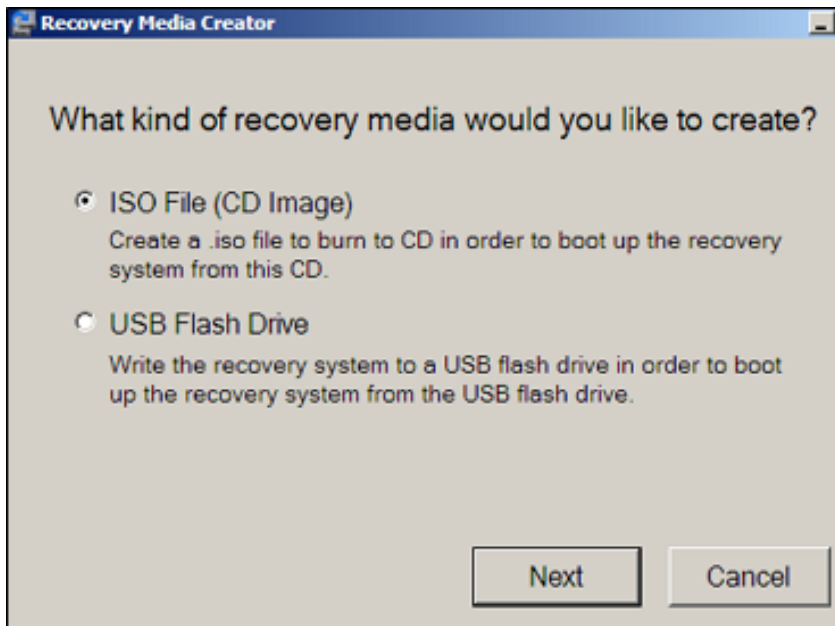 Recovery Media Creator
What kind of recovery media would you like to create?
ISO File (CD Image)
Create a .iso file to burn to CD in order to boot up the recovery
system from this CD.
USB Flash Drive
Write the recovery system to a USB flash drive in order to boot
up the recovery system from the USB flash drive.
Next
Cancel